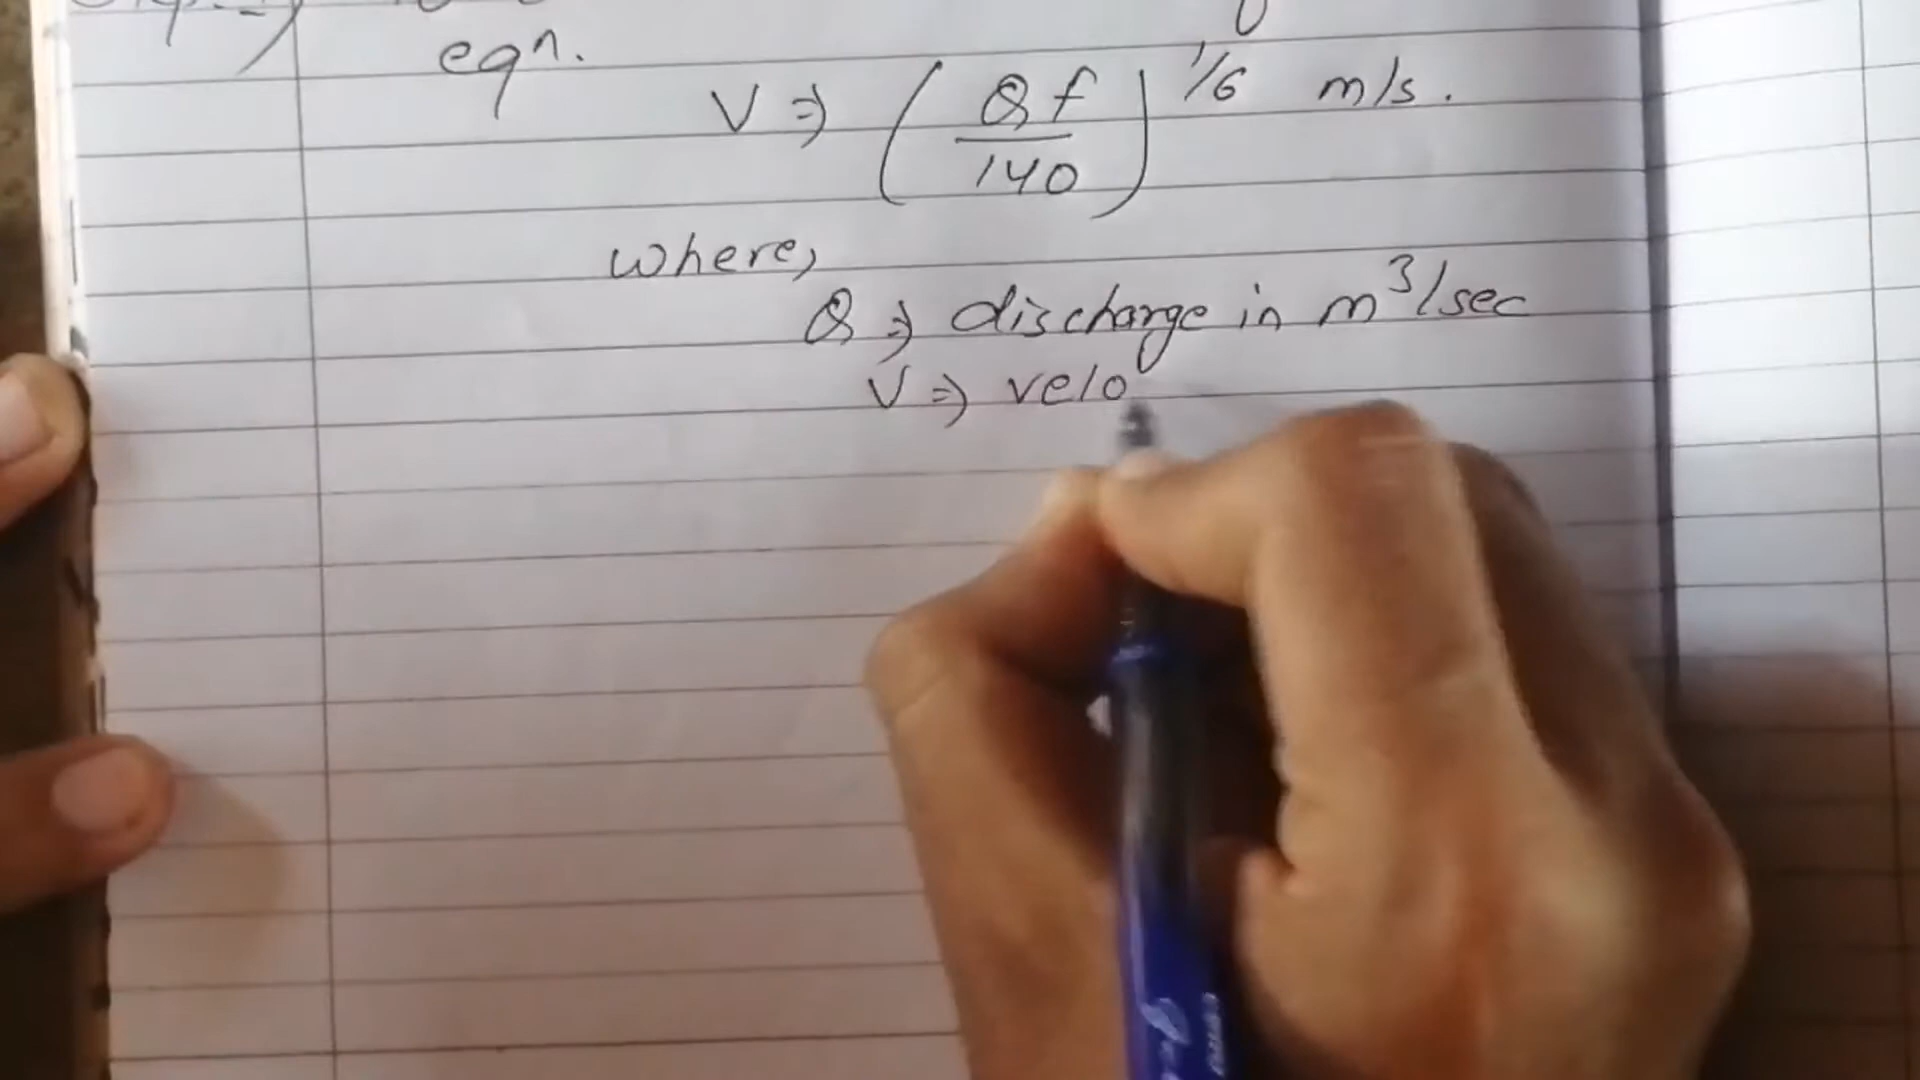 eqn.
V => (Qf/140)^1/6 m/s.
where,
Q => discharge in m³/sec
V => velo